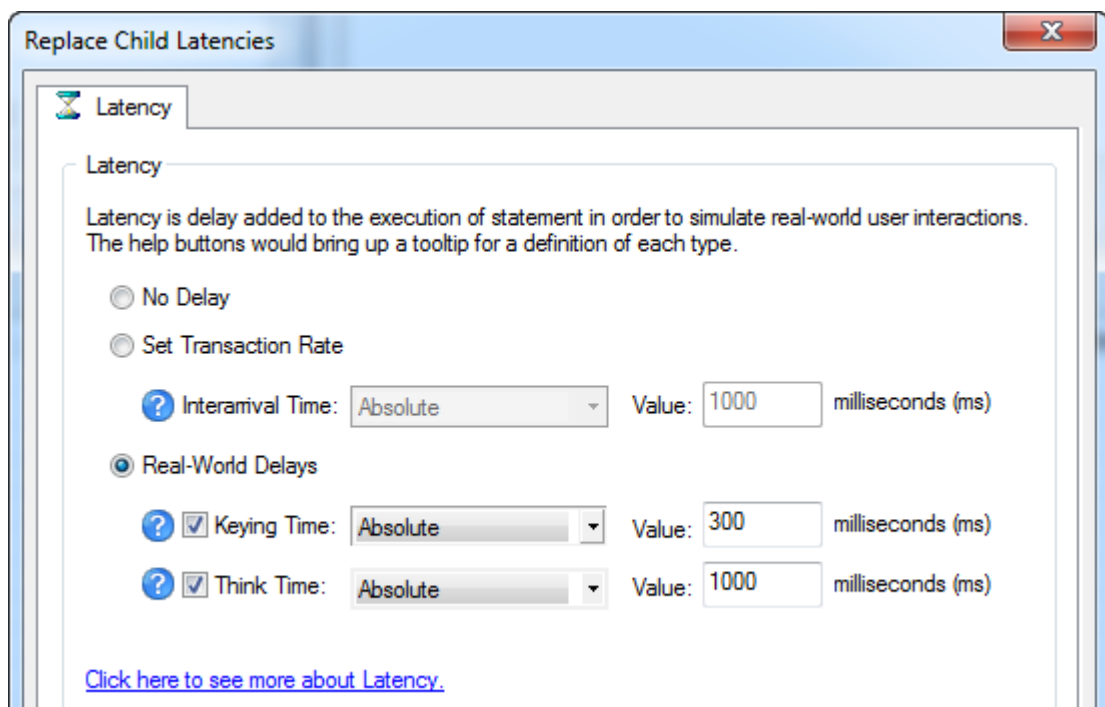 Replace Child Latencies
Latency
Latency
Latency is delay added to the execution of statement in order to simulate real-world user interactions.
The help buttons would bring up a tooltip for a definition of each type.
No Delay
Set Transaction Rate
? Interarrival Time: Absolute Value: 1000 milliseconds (ms)
Real-World Delays
? Keying Time: Absolute Value: 300 milliseconds (ms)
? Think Time: Absolute Value: 1000 milliseconds (ms)
Click here to see more about Latency.